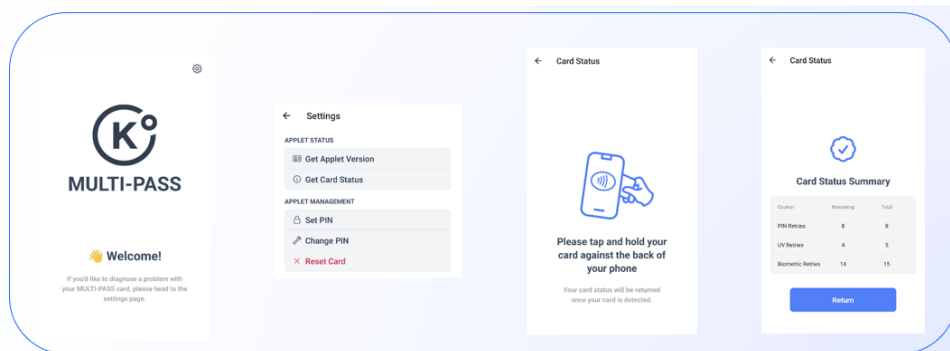 K
MULTI-PASS
👋 Welcome!
If you'd like to diagnose a problem with
your MULTI-PASS card, please head to the
settings page.
← Settings
APPLET STATUS
Get Applet Version
Get Card Status
APPLET MANAGEMENT
Set PIN
Change PIN
Reset Card
← Card Status
Please tap and hold your
card against the back of
your phone
Your card status will be returned
once your card is detected.
← Card Status
Card Status Summary
Counter Remaining Total
PIN Retries 8 8
UV Retries 4 5
Biometric Retries 14 15
Return